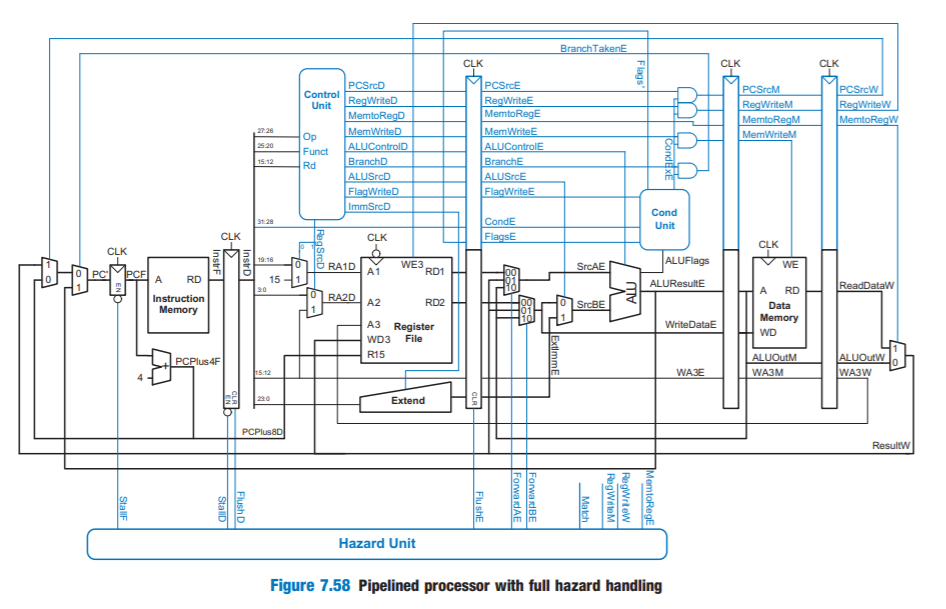 BranchTakenE
CLK
CLK
CLK
Flags'
Control
Unit
PCSrcD
PCSrcE
PCSrcM
PCSrcW
RegWriteD
RegWriteE
RegWriteM
RegWriteW
MemtoRegD
MemtoRegE
MemtoRegM
MemtoRegW
27:26
Op
MemWriteD
MemWriteE
MemWriteM
25:20
Funct
ALUControlD
ALUControlE
15:12
Rd
BranchD
BranchE
ALUSrcD
ALUSrcE
FlagWriteD
FlagWriteE
ImmSrcD
CondExE
Cond
Unit
31:28
CondE
FlagsE
CLK
CLK
CLK
CLK
RegSrcD
0 1
InstrF
InstrD
1
0
0
1
PC'
PCF
EN
A
RD
Instruction
Memory
19:16
0
15
1
RA1D
A1
WE3
RD1
00
01
10
SrcAE
ALU
ALUFlags
3:0
0
1
RA2D
A2
RD2
00
01
10
0
1
SrcBE
ALUResultE
WE
A
RD
Data
Memory
WD
ReadDataW
A3
WD3
R15
Register
File
WriteDataE
ExtImmE
1
0
ALUOutM
ALUOutW
4
+
PCPlus4F
15:12
WA3E
WA3M
WA3W
EN
CLR
23:0
Extend
CLR
PCPlus8D
ResultW
StallF
StallD
FlushD
FlushE
ForwardAE
ForwardBE
Match
RegWriteM
RegWriteW
MemtoRegE
Hazard Unit
Figure 7.58 Pipelined processor with full hazard handling